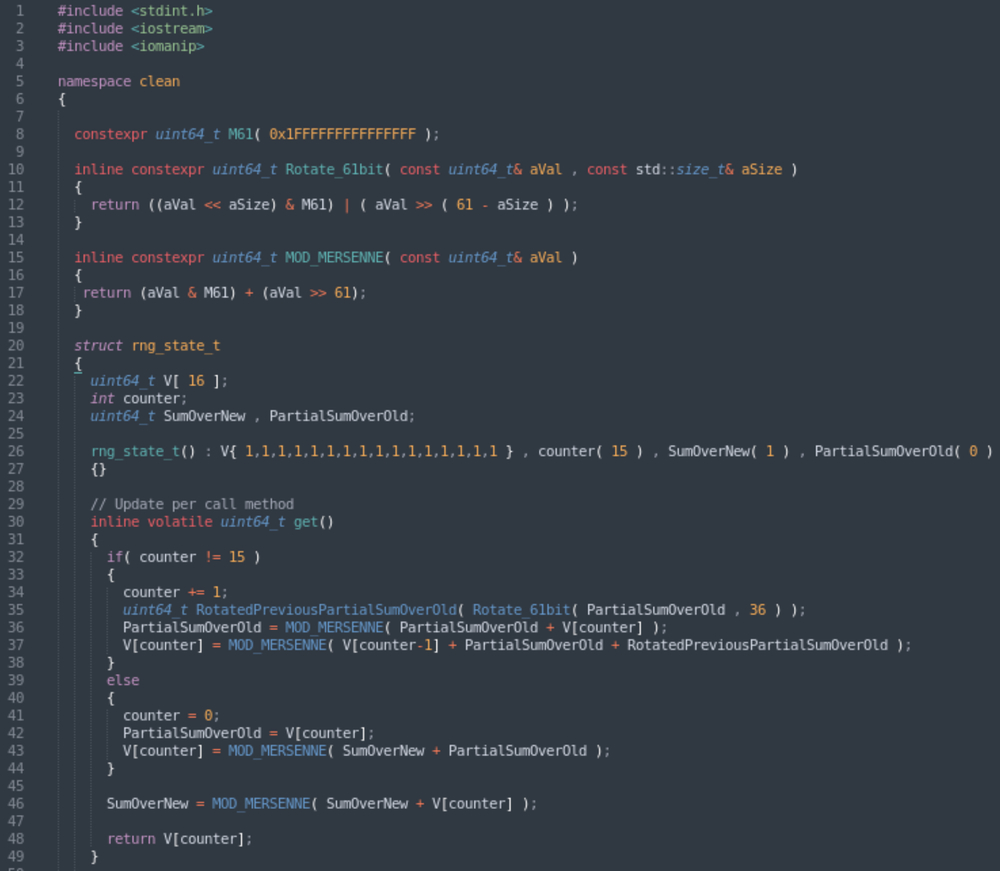 1 #include <stdint.h>
2 #include <iostream>
3 #include <iomanip>
4
5 namespace clean
6 {
7
8 constexpr uint64_t M61( 0x1FFFFFFFFFFFFFFF );
9
10 inline constexpr uint64_t Rotate_61bit( const uint64_t& aVal , const std::size_t& aSize )
11 {
12 return ((aVal << aSize) & M61) | ( aVal >> ( 61 - aSize ) );
13 }
14
15 inline constexpr uint64_t MOD_MERSENNE( const uint64_t& aVal )
16 {
17 return (aVal & M61) + (aVal >> 61);
18 }
19
20 struct rng_state_t
21 {
22 uint64_t V[ 16 ];
23 int counter;
24 uint64_t SumOverNew , PartialSumOverOld;
25
26 rng_state_t() : V{ 1,1,1,1,1,1,1,1,1,1,1,1,1,1,1,1 } , counter( 15 ) , SumOverNew( 1 ) , PartialSumOverOld( 0 )
27 {}
28
29 // Update per call method
30 inline volatile uint64_t get()
31 {
32 if( counter != 15 )
33 {
34 counter += 1;
35 uint64_t RotatedPreviousPartialSumOverOld( Rotate_61bit( PartialSumOverOld , 36 ) );
36 PartialSumOverOld = MOD_MERSENNE( PartialSumOverOld + V[counter] );
37 V[counter] = MOD_MERSENNE( V[counter-1] + PartialSumOverOld + RotatedPreviousPartialSumOverOld );
38 }
39 else
40 {
41 counter = 0;
42 PartialSumOverOld = V[counter];
43 V[counter] = MOD_MERSENNE( SumOverNew + PartialSumOverOld );
44 }
45
46 SumOverNew = MOD_MERSENNE( SumOverNew + V[counter] );
47
48 return V[counter];
49 }